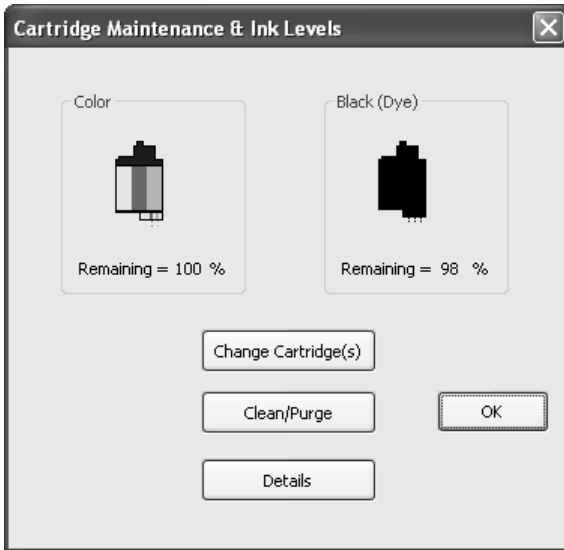 Cartridge Maintenance & Ink Levels
Color
Black (Dye)
Remaining = 100 %
Remaining = 98 %
Change Cartridge(s)
Clean/Purge
OK
Details